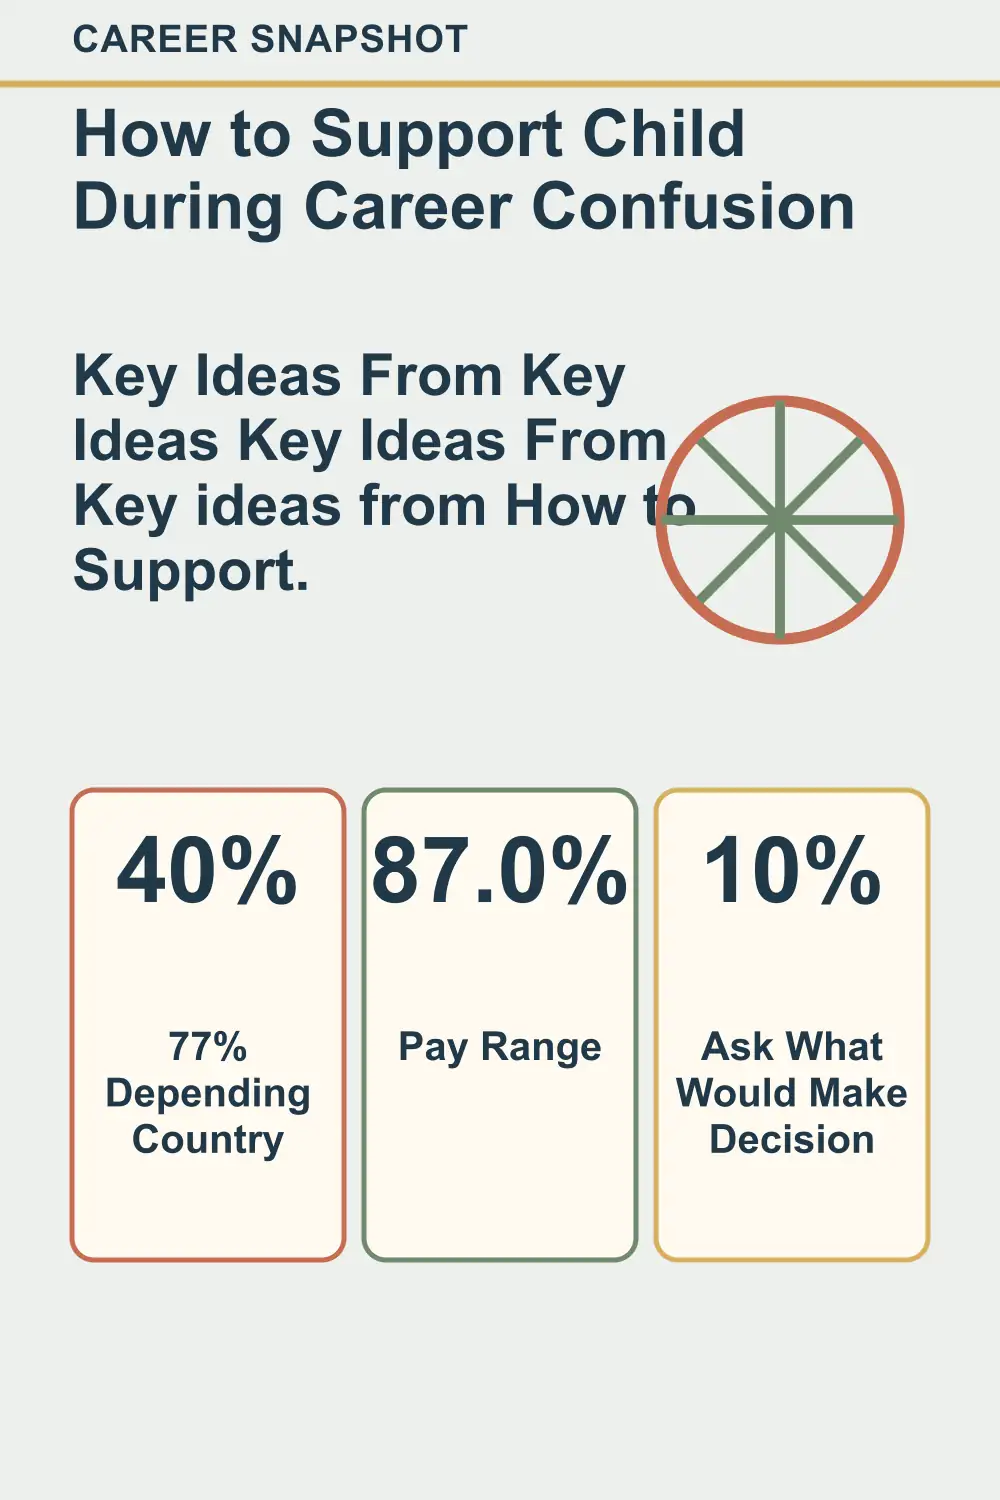 CAREER SNAPSHOT
How to Support Child
During Career Confusion
Key Ideas From Key
Ideas Key Ideas From
Key ideas from How to
Support.
40%
77%
Depending
Country
87.0%
Pay Range
10%
Ask What
Would Make
Decision